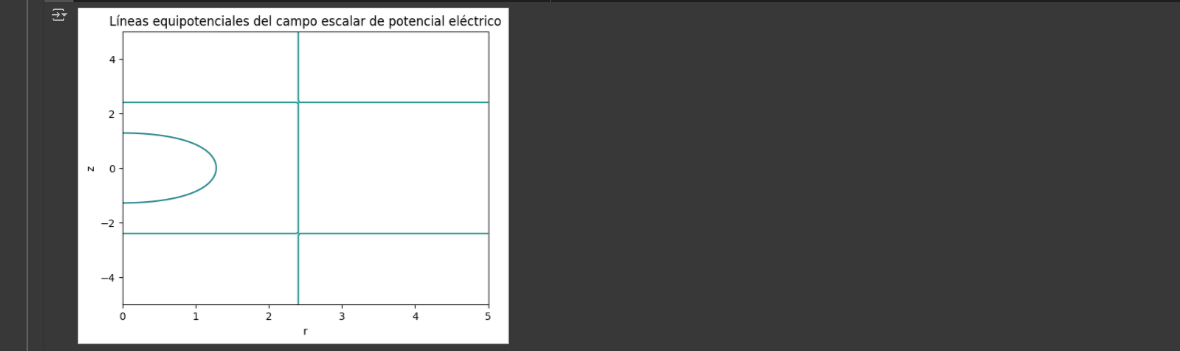 Líneas equipotenciales del campo escalar de potencial eléctrico
4
2
0
−2
−4
z
0 1 2 3 4 5
r